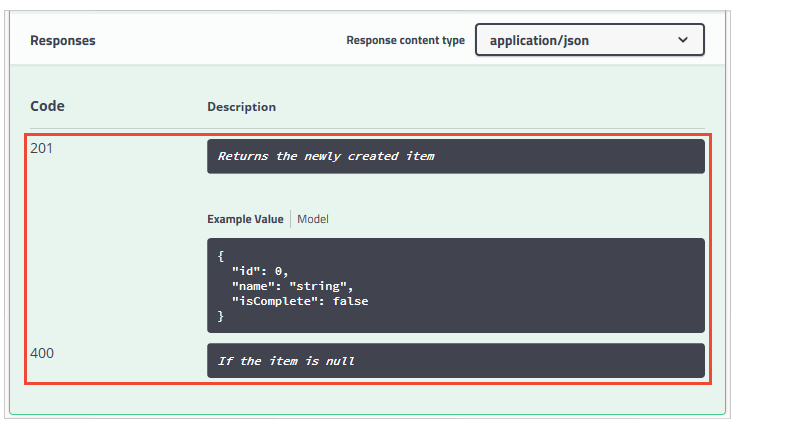 Responses
Response content type
application/json
Code
Description
201
Returns the newly created item
Example Value | Model
{
  "id": 0,
  "name": "string",
  "isComplete": false
}
400
If the item is null